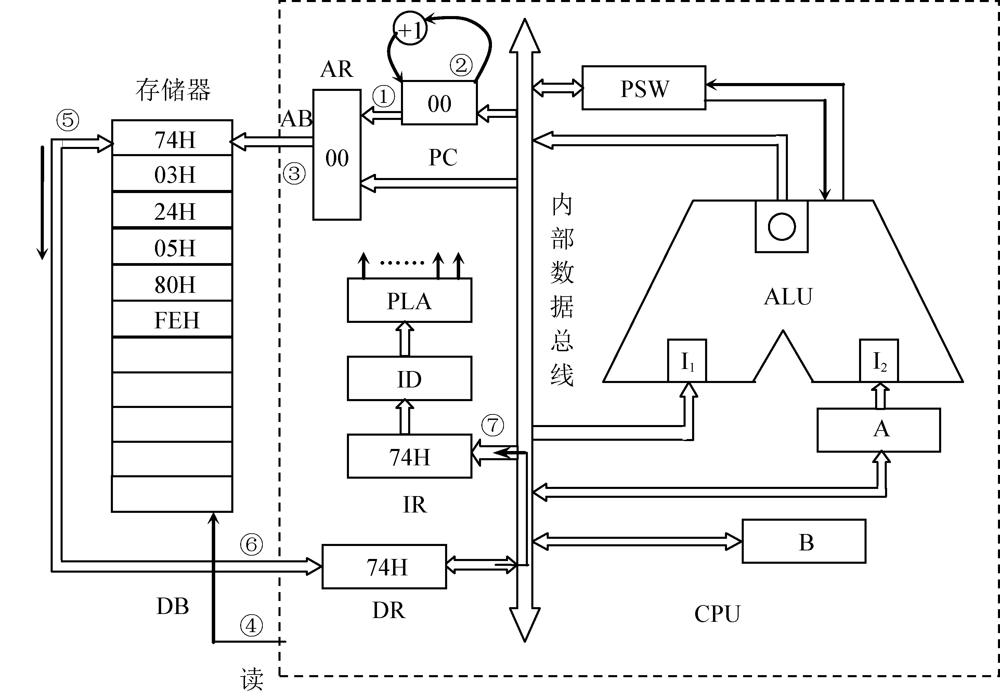 +1
②
AR
存储器
①
00
PSW
⑤
AB
74H
00
PC
03H
③
24H
05H
80H
FEH
内部数据总线
······
PLA
ALU
I1
I2
ID
⑦
A
74H
IR
⑥
B
74H
DB
DR
CPU
④
读